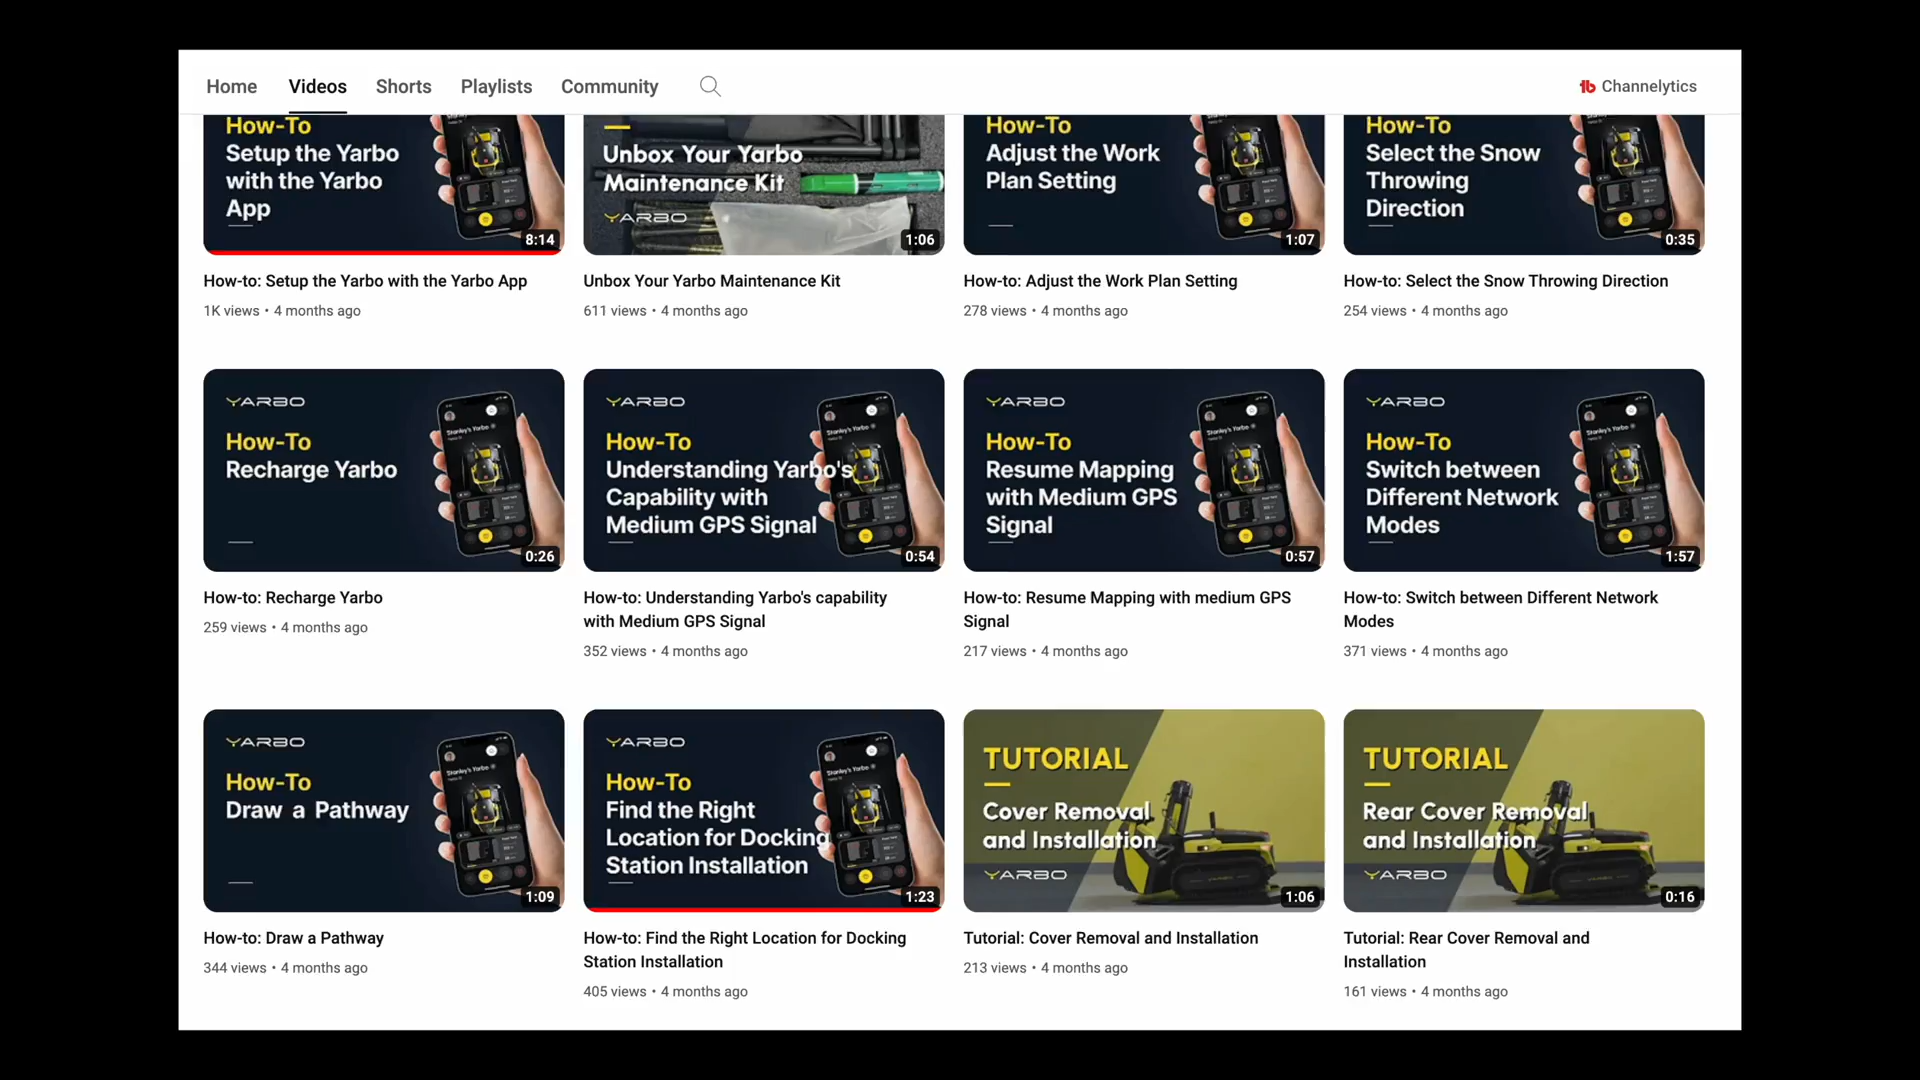 Home Videos Shorts Playlists Community Channelytics
How-To
Setup the Yarbo
with the Yarbo
App
8:14
Unbox Your Yarbo
Maintenance Kit
YARBO
1:06
How-To
Adjust the Work
Plan Setting
1:07
How-To
Select the Snow
Throwing
Direction
0:35
How-to: Setup the Yarbo with the Yarbo App
1K views • 4 months ago
Unbox Your Yarbo Maintenance Kit
611 views • 4 months ago
How-to: Adjust the Work Plan Setting
278 views • 4 months ago
How-to: Select the Snow Throwing Direction
254 views • 4 months ago
YARBO
How-To
Recharge Yarbo
Stanley's Yarbo
0:26
YARBO
How-To
Understanding Yarbo's
Capability with
Medium GPS Signal
Stanley's Yarbo
0:54
YARBO
How-To
Resume Mapping
with Medium GPS
Signal
Stanley's Yarbo
0:57
YARBO
How-To
Switch between
Different Network
Modes
Stanley's Yarbo
1:57
How-to: Recharge Yarbo
259 views • 4 months ago
How-to: Understanding Yarbo's capability
with Medium GPS Signal
352 views • 4 months ago
How-to: Resume Mapping with medium GPS
Signal
217 views • 4 months ago
How-to: Switch between Different Network
Modes
371 views • 4 months ago
YARBO
How-To
Draw a Pathway
Stanley's Yarbo
1:09
YARBO
How-To
Find the Right
Location for Docking
Station Installation
Stanley's Yarbo
1:23
TUTORIAL
Cover Removal
and Installation
YARBO
1:06
TUTORIAL
Rear Cover Removal
and Installation
YARBO
0:16
How-to: Draw a Pathway
344 views • 4 months ago
How-to: Find the Right Location for Docking
Station Installation
405 views • 4 months ago
Tutorial: Cover Removal and Installation
213 views • 4 months ago
Tutorial: Rear Cover Removal and
Installation
161 views • 4 months ago